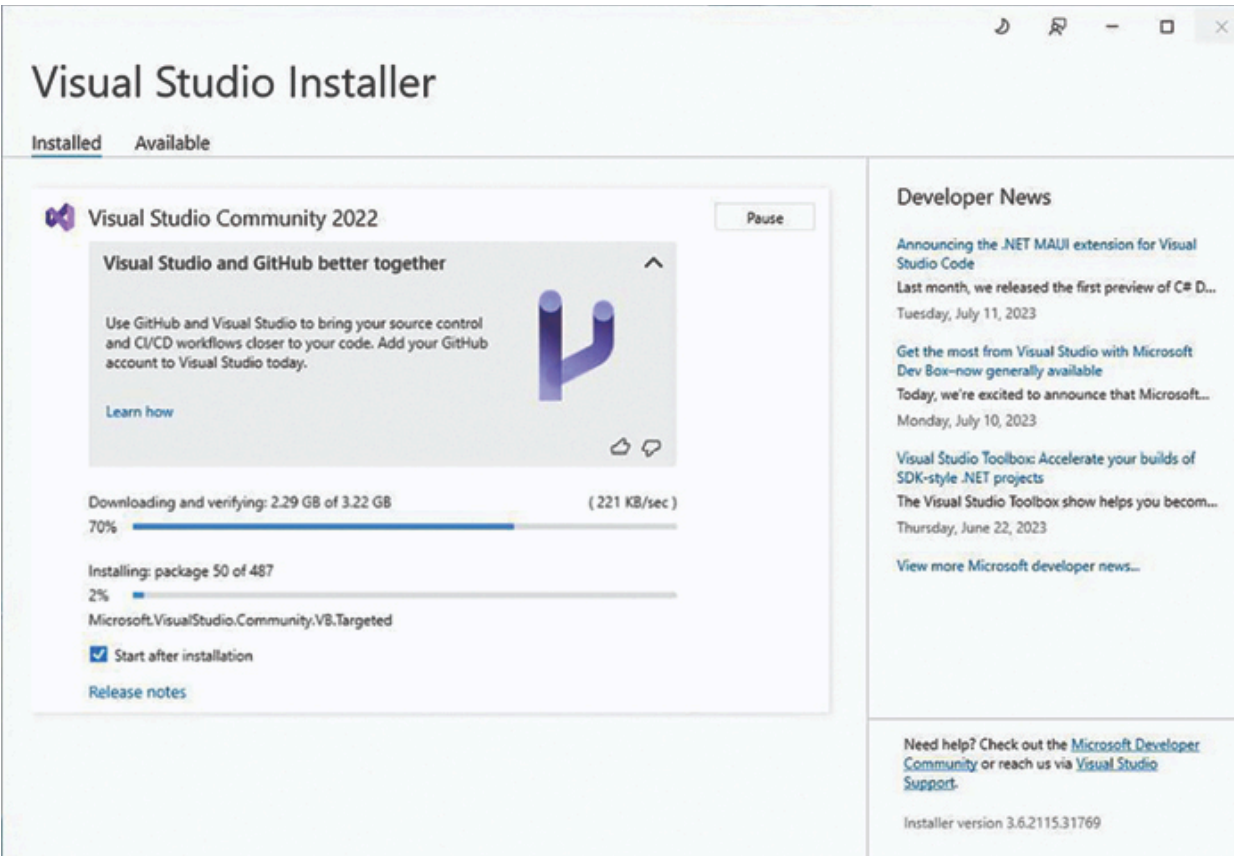 Visual Studio Installer
Installed
Available
Visual Studio Community 2022
Pause
Visual Studio and GitHub better together
Use GitHub and Visual Studio to bring your source control
and CI/CD workflows closer to your code. Add your GitHub
account to Visual Studio today.
Learn how
Downloading and verifying: 2.29 GB of 3.22 GB
( 221 KB/sec )
70%
Installing: package 50 of 487
2%
Microsoft.VisualStudio.Community.VB.Targeted
Start after installation
Release notes
Developer News
Announcing the .NET MAUI extension for Visual
Studio Code
Last month, we released the first preview of C# D...
Tuesday, July 11, 2023
Get the most from Visual Studio with Microsoft
Dev Box–now generally available
Today, we're excited to announce that Microsoft...
Monday, July 10, 2023
Visual Studio Toolbox: Accelerate your builds of
SDK-style .NET projects
The Visual Studio Toolbox show helps you becom...
Thursday, June 22, 2023
View more Microsoft developer news...
Need help? Check out the Microsoft Developer
Community or reach us via Visual Studio
Support.
Installer version 3.6.2115.31769